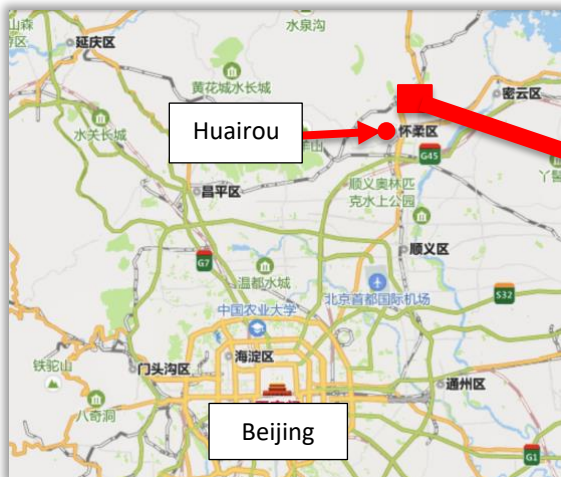 水泉沟
延庆区
黄花城水长城
密云区
水关长城
Huairou
怀柔区
G45
昌平区
顺义奥林匹
克水上公园
顺义区
G7
温都水城
北京首都国际机场
S32
中国农业大学
海淀区
铁驼山
门头沟区
通州区
八奇洞
Beijing
G1